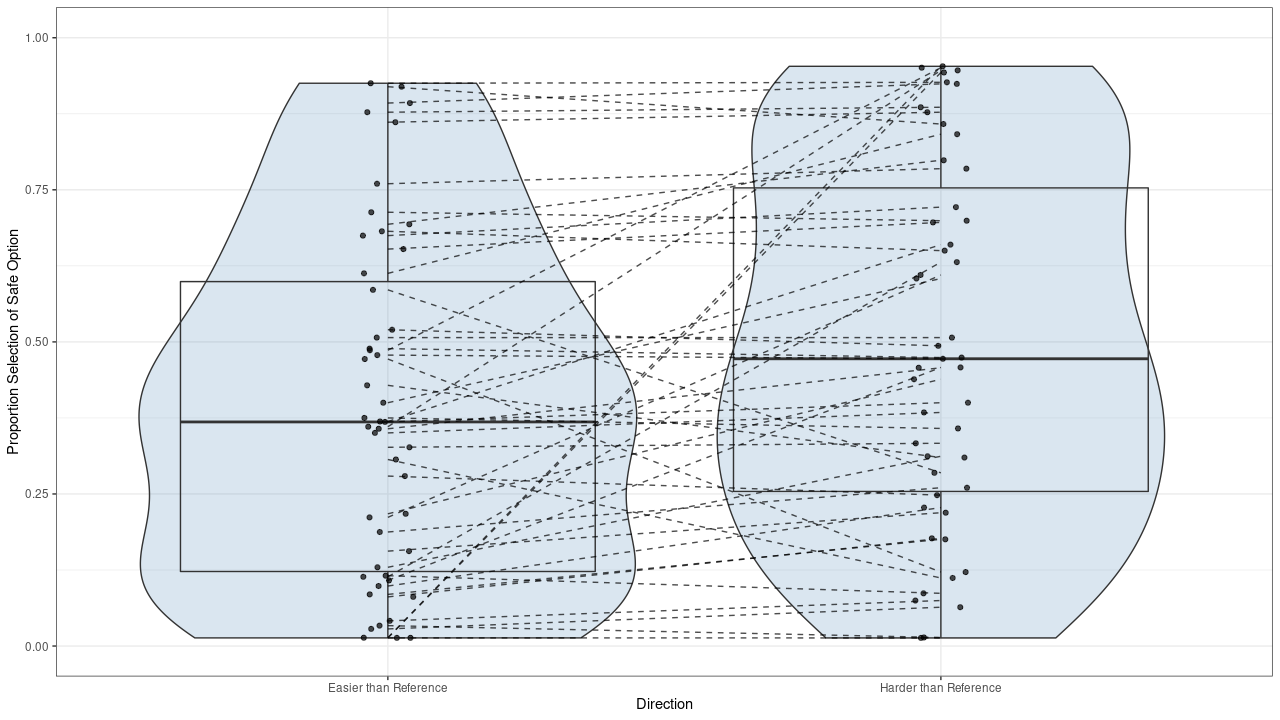 Proportion Selection of Safe Option
1.00
0.75
0.50
0.25
0.00
Easier than Reference
Harder than Reference
Direction